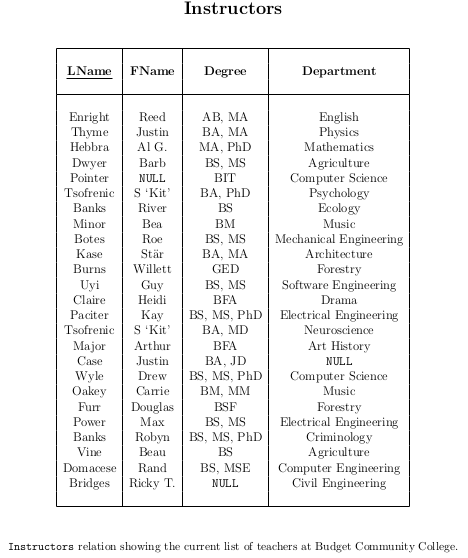 Instructors
LName FName Degree Department
Enright Reed AB, MA English
Thyme Justin BA, MA Physics
Hebbra Al G. MA, PhD Mathematics
Dwyer Barb BS, MS Agriculture
Pointer NULL BIT Computer Science
Tsofrenic S ‘Kit’ BA, PhD Psychology
Banks River BS Ecology
Minor Bea BM Music
Botes Roe BS, MS Mechanical Engineering
Kase Stär BA, MA Architecture
Burns Willett GED Forestry
Uyi Guy BS, MS Software Engineering
Claire Heidi BFA Drama
Paciter Kay BS, MS, PhD Electrical Engineering
Tsofrenic S ‘Kit’ BA, MD Neuroscience
Major Arthur BFA Art History
Case Justin BA, JD NULL
Wyle Drew BS, MS, PhD Computer Science
Oakey Carrie BM, MM Music
Furr Douglas BSF Forestry
Power Max BS, MS Electrical Engineering
Banks Robyn BS, MS, PhD Criminology
Vine Beau BS Agriculture
Domacese Rand BS, MSE Computer Engineering
Bridges Ricky T. NULL Civil Engineering
Instructors relation showing the current list of teachers at Budget Community College.